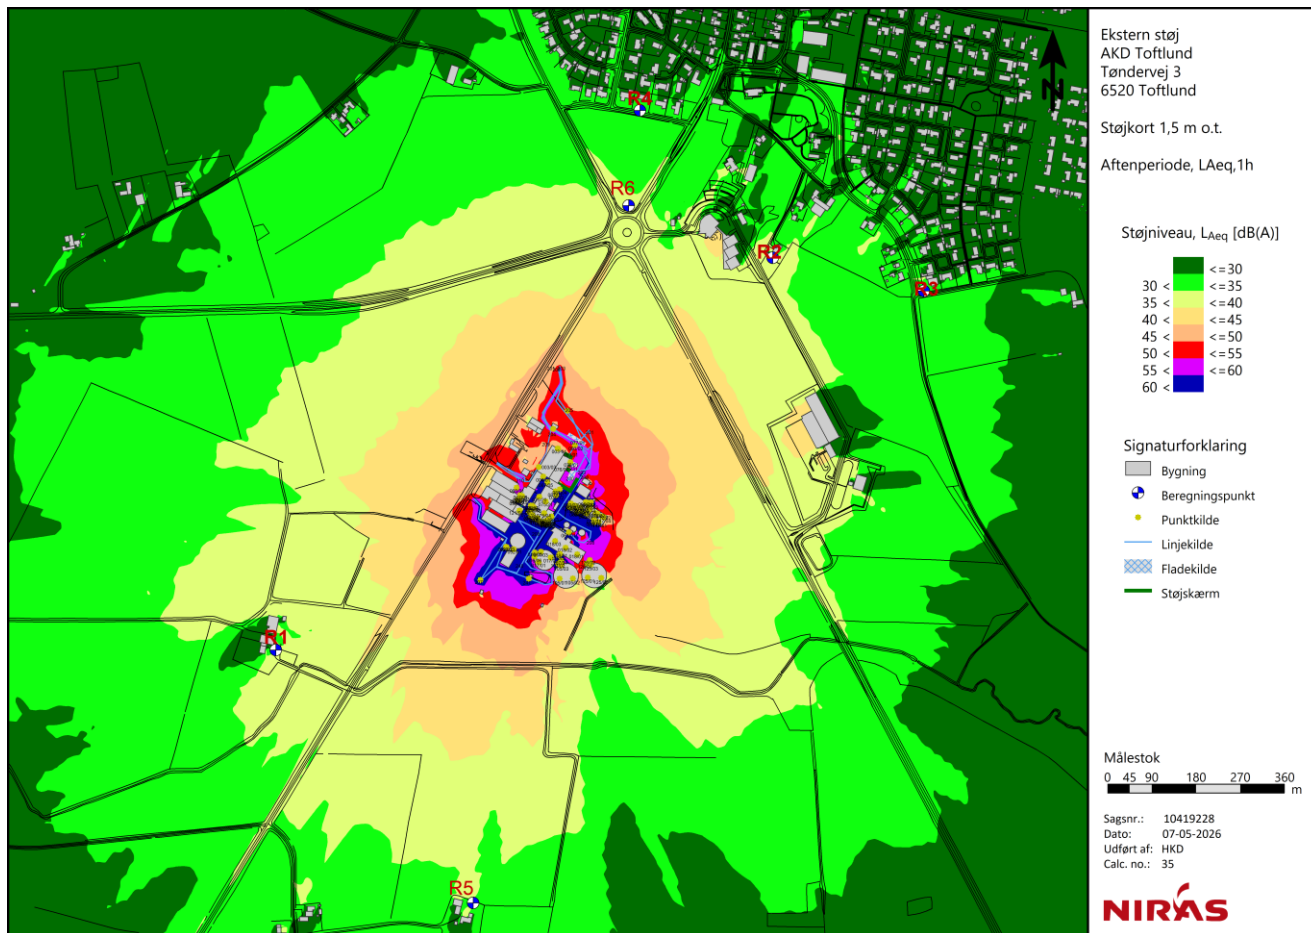 Ekstern støj
AKD Toftlund
Tøndervej 3
6520 Toftlund
Støjkort 1,5 m o.t.
Aftenperiode, LAeq,1h
N
Støjniveau, LAeq [dB(A)]
<=30
30 < <=35
35 < <=40
40 < <=45
45 < <=50
50 < <=55
55 < <=60
60 <
Signaturforklaring
Bygning
Beregningspunkt
Punktkilde
Linjekilde
Fladekilde
Støjskærm
Målestok
0 45 90 180 270 360
m
Sagsnr.: 10419228
Dato: 07-05-2026
Udført af: HKD
Calc. no.: 35
NIRAS
R4
R6
R2
R3
R1
R5